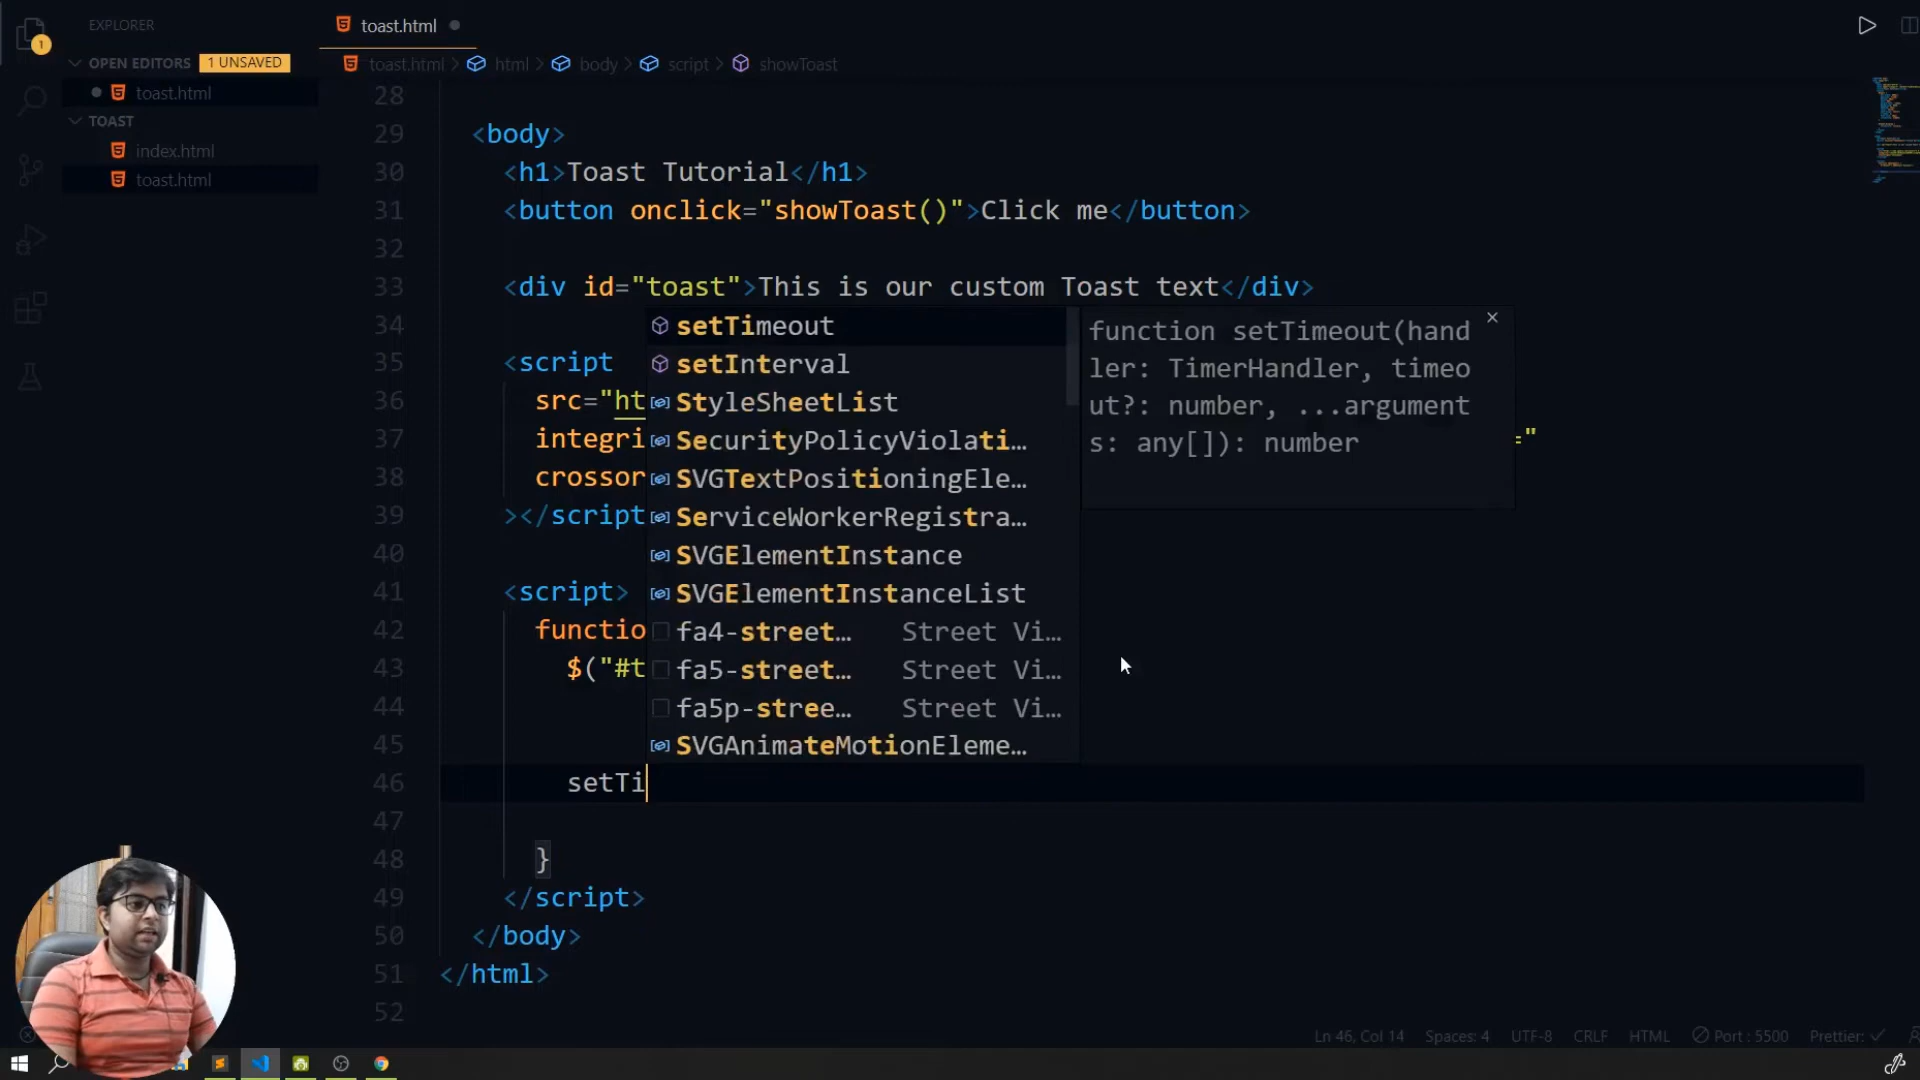 EXPLORER
toast.html
1
OPEN EDITORS 1 UNSAVED
toast.html > html > body > script > showToast
toast.html
TOAST
index.html
toast.html
28
29 <body>
30 <h1>Toast Tutorial</h1>
31 <button onclick="showToast()">Click me</button>
32
33 <div id="toast">This is our custom Toast text</div>
34
35 <script
36 src="ht
37 integri ="
38 crossor
39 ></script
40
41 <script>
42 functio
43 $("#t
44
45
46 setTi
47
48 }
49 </script>
50 </body>
51 </html>
52
setTimeout
setInterval
StyleSheetList
SecurityPolicyViolati…
SVGTextPositioningEle…
ServiceWorkerRegistra…
SVGElementInstance
SVGElementInstanceList
fa4-street… Street Vi…
fa5-street… Street Vi…
fa5p-stree… Street Vi…
SVGAnimateMotionEleme…
function setTimeout(hand
ler: TimerHandler, timeo
ut?: number, ...argument
s: any[]): number
Ln 46, Col 14 Spaces: 4 UTF-8 CRLF HTML Port : 5500 Prettier: ✓